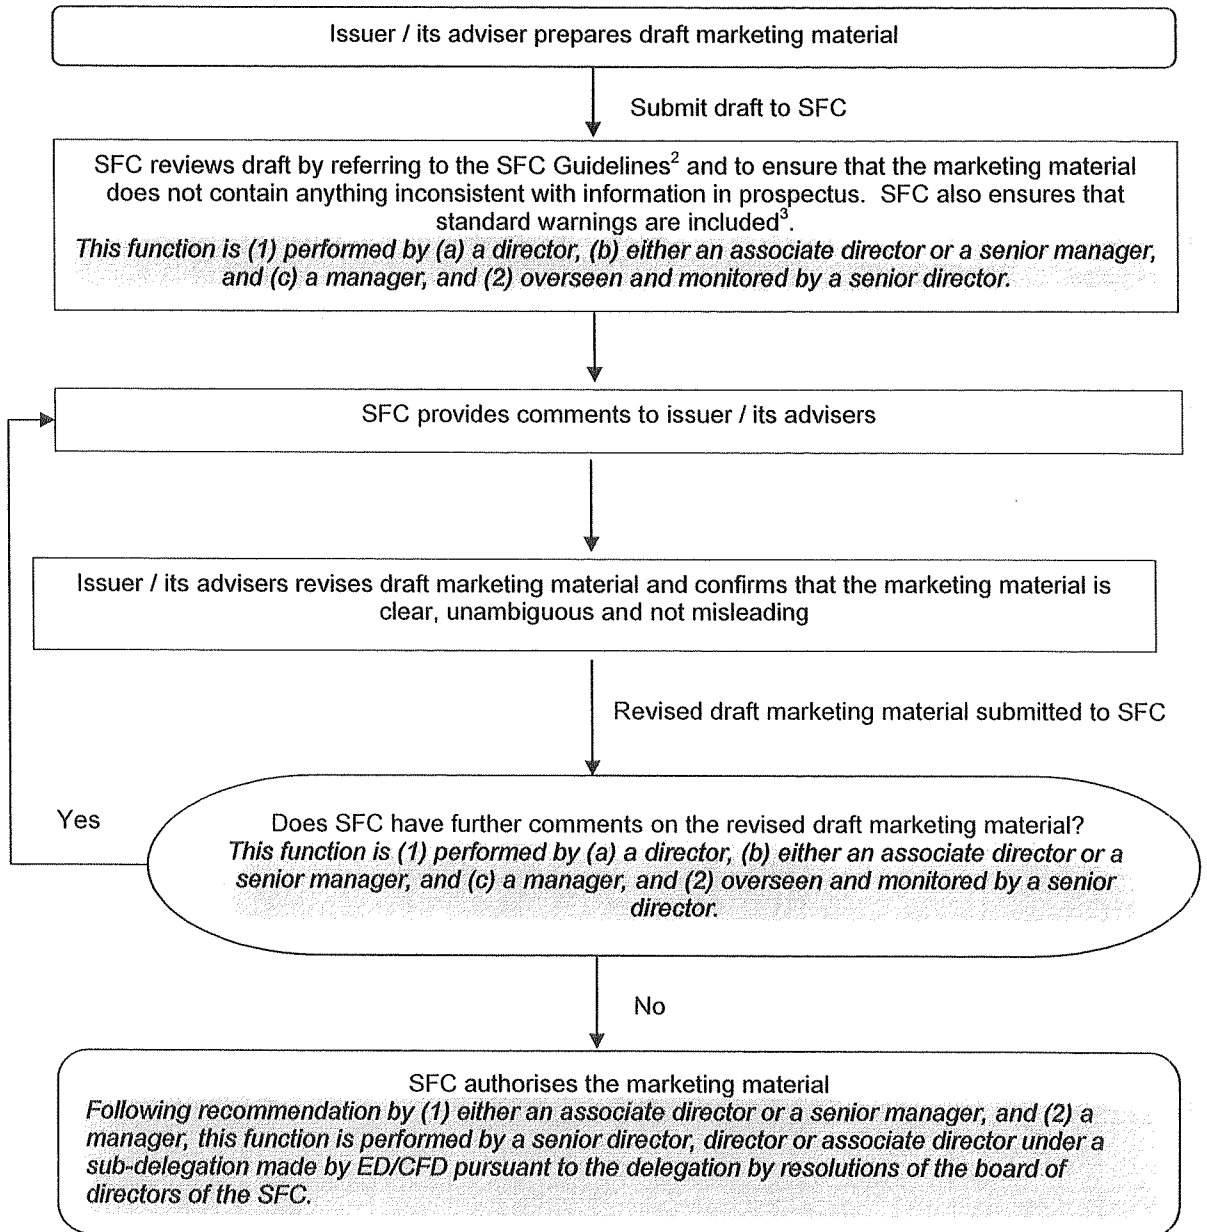 Issuer / its adviser prepares draft marketing material
Submit draft to SFC
SFC reviews draft by referring to the SFC Guidelines² and to ensure that the marketing material
does not contain anything inconsistent with information in prospectus. SFC also ensures that
standard warnings are included³.
This function is (1) performed by (a) a director, (b) either an associate director or a senior manager,
and (c) a manager, and (2) overseen and monitored by a senior director.
SFC provides comments to issuer / its advisers
Issuer / its advisers revises draft marketing material and confirms that the marketing material is
clear, unambiguous and not misleading
Revised draft marketing material submitted to SFC
Yes
Does SFC have further comments on the revised draft marketing material?
This function is (1) performed by (a) a director, (b) either an associate director or a
senior manager, and (c) a manager, and (2) overseen and monitored by a senior
director.
No
SFC authorises the marketing material
Following recommendation by (1) either an associate director or a senior manager, and (2) a
manager, this function is performed by a senior director, director or associate director under a
sub-delegation made by ED/CFD pursuant to the delegation by resolutions of the board of
directors of the SFC.